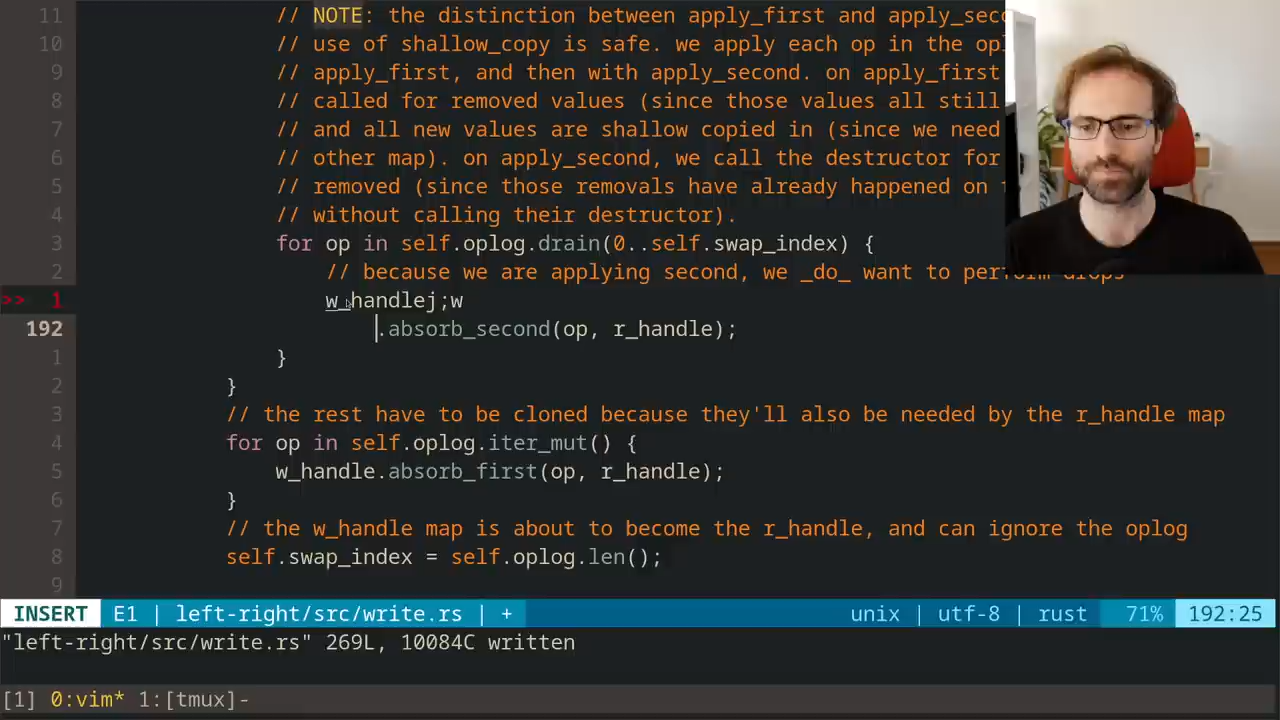 11 // NOTE: the distinction between apply_first and apply_sec
10 // use of shallow_copy is safe. we apply each op in the op
9 // apply_first, and then with apply_second. on apply_first
8 // called for removed values (since those values all still
7 // and all new values are shallow copied in (since we need
6 // other map). on apply_second, we call the destructor for
5 // removed (since those removals have already happened on
4 // without calling their destructor).
3 for op in self.oplog.drain(0..self.swap_index) {
2 // because we are applying second, we _do_ want to perform drops
>> 1 w_handlej;w
192 .absorb_second(op, r_handle);
1 }
2 }
3 // the rest have to be cloned because they'll also be needed by the r_handle map
4 for op in self.oplog.iter_mut() {
5 w_handle.absorb_first(op, r_handle);
6 }
7 // the w_handle map is about to become the r_handle, and can ignore the oplog
8 self.swap_index = self.oplog.len();
9
INSERT E1 | left-right/src/write.rs | + unix | utf-8 | rust 71% 192:25
"left-right/src/write.rs" 269L, 10084C written
[1] 0:vim* 1:[tmux]-